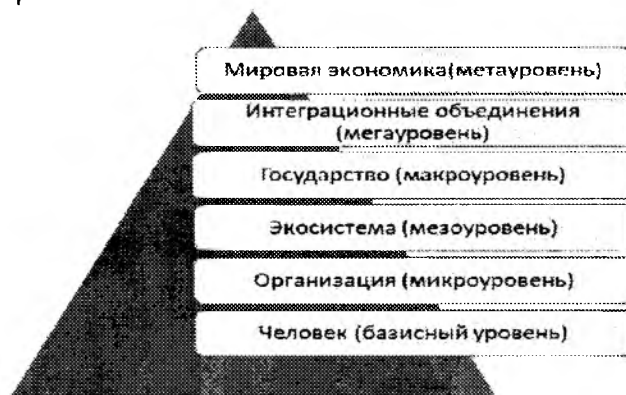 Мировая экономика(метауровень)
Интеграционные объединения
(мегауровень)
Государство (макроуровень)
Экосистема (мезоуровень)
Организация (микроуровень)
Человек (базисный уровень)